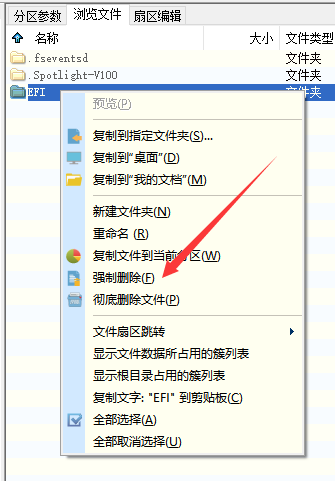 分区参数 浏览文件 扇区编辑
名称 大小 文件类型
.fseventsd 文件夹
.Spotlight-V100 文件夹
EFI 文件夹
预览(P)
复制到指定文件夹(S)...
复制到“桌面”(D)
复制到“我的文档”(M)
新建文件夹(N)
重命名 (R)
复制文件到当前分区(W)
强制删除(F)
彻底删除文件(P)
文件扇区跳转
显示文件数据所占用的簇列表
显示根目录占用的簇列表
复制文字: "EFI" 到剪贴板(C)
全部选择(A)
全部取消选择(U)